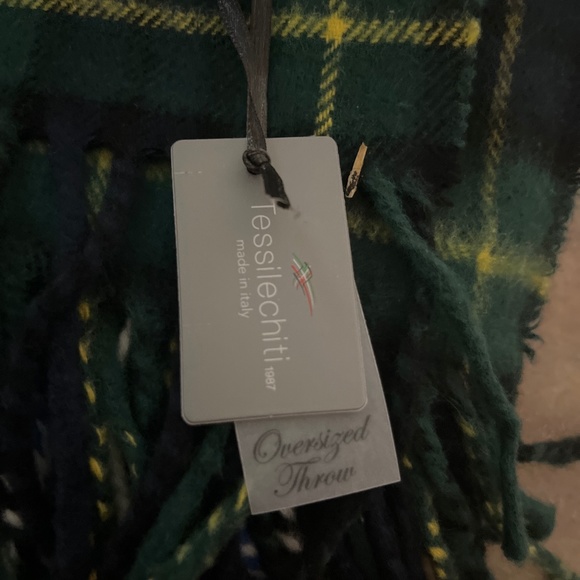 Tessilechiti 1987
made in italy
Oversized
Throw